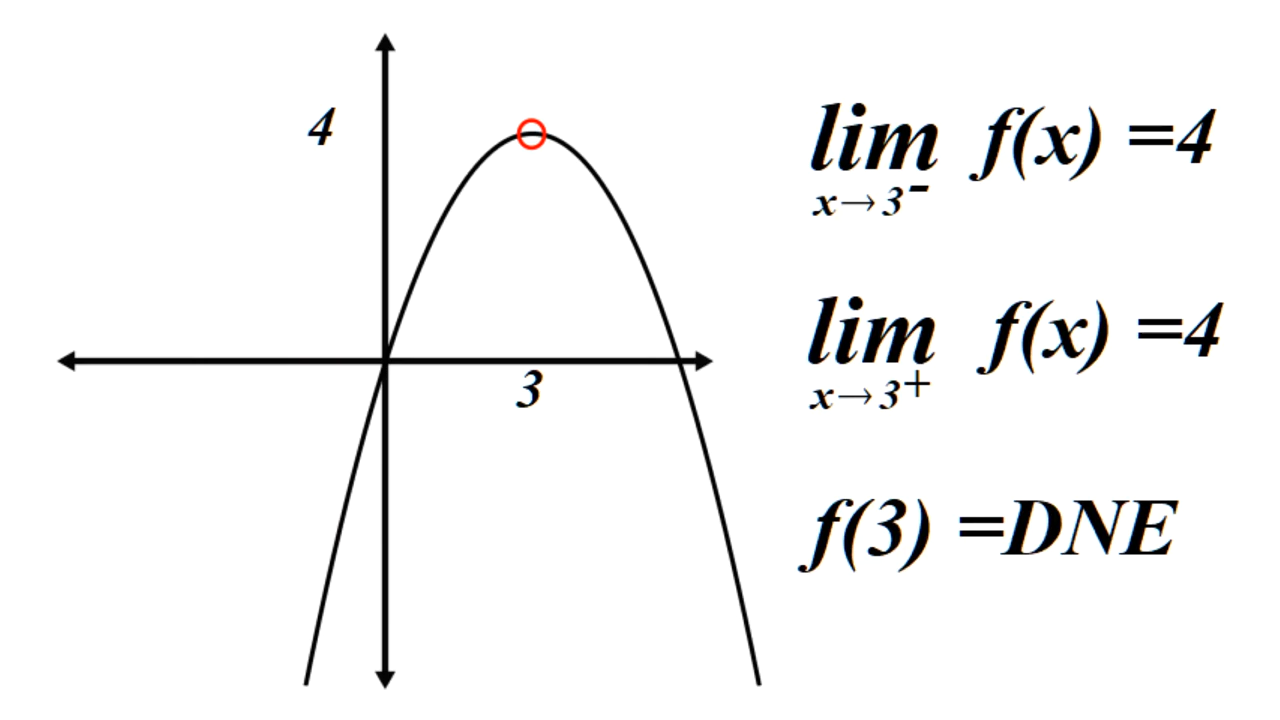 4
3
lim f(x) =4
x→3⁻
lim f(x) =4
x→3⁺
f(3) =DNE